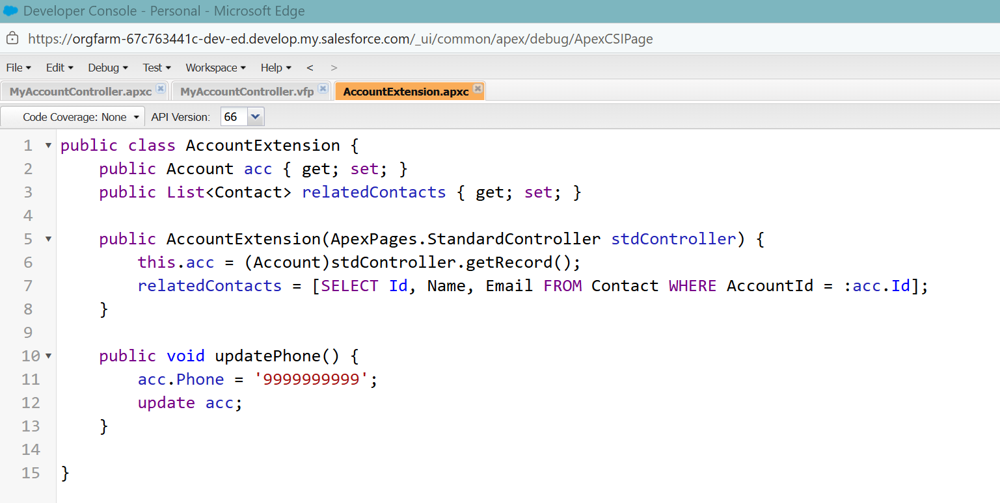 Developer Console - Personal - Microsoft Edge
https://orgfarm-67c763441c-dev-ed.develop.my.salesforce.com/_ui/common/apex/debug/ApexCSIPage
File Edit Debug Test Workspace Help < >
MyAccountController.apxc MyAccountController.vfp AccountExtension.apxc
Code Coverage: None API Version: 66
1 public class AccountExtension {
2     public Account acc { get; set; }
3     public List<Contact> relatedContacts { get; set; }
4
5     public AccountExtension(ApexPages.StandardController stdController) {
6         this.acc = (Account)stdController.getRecord();
7         relatedContacts = [SELECT Id, Name, Email FROM Contact WHERE AccountId = :acc.Id];
8     }
9
10     public void updatePhone() {
11         acc.Phone = '9999999999';
12         update acc;
13     }
14
15 }